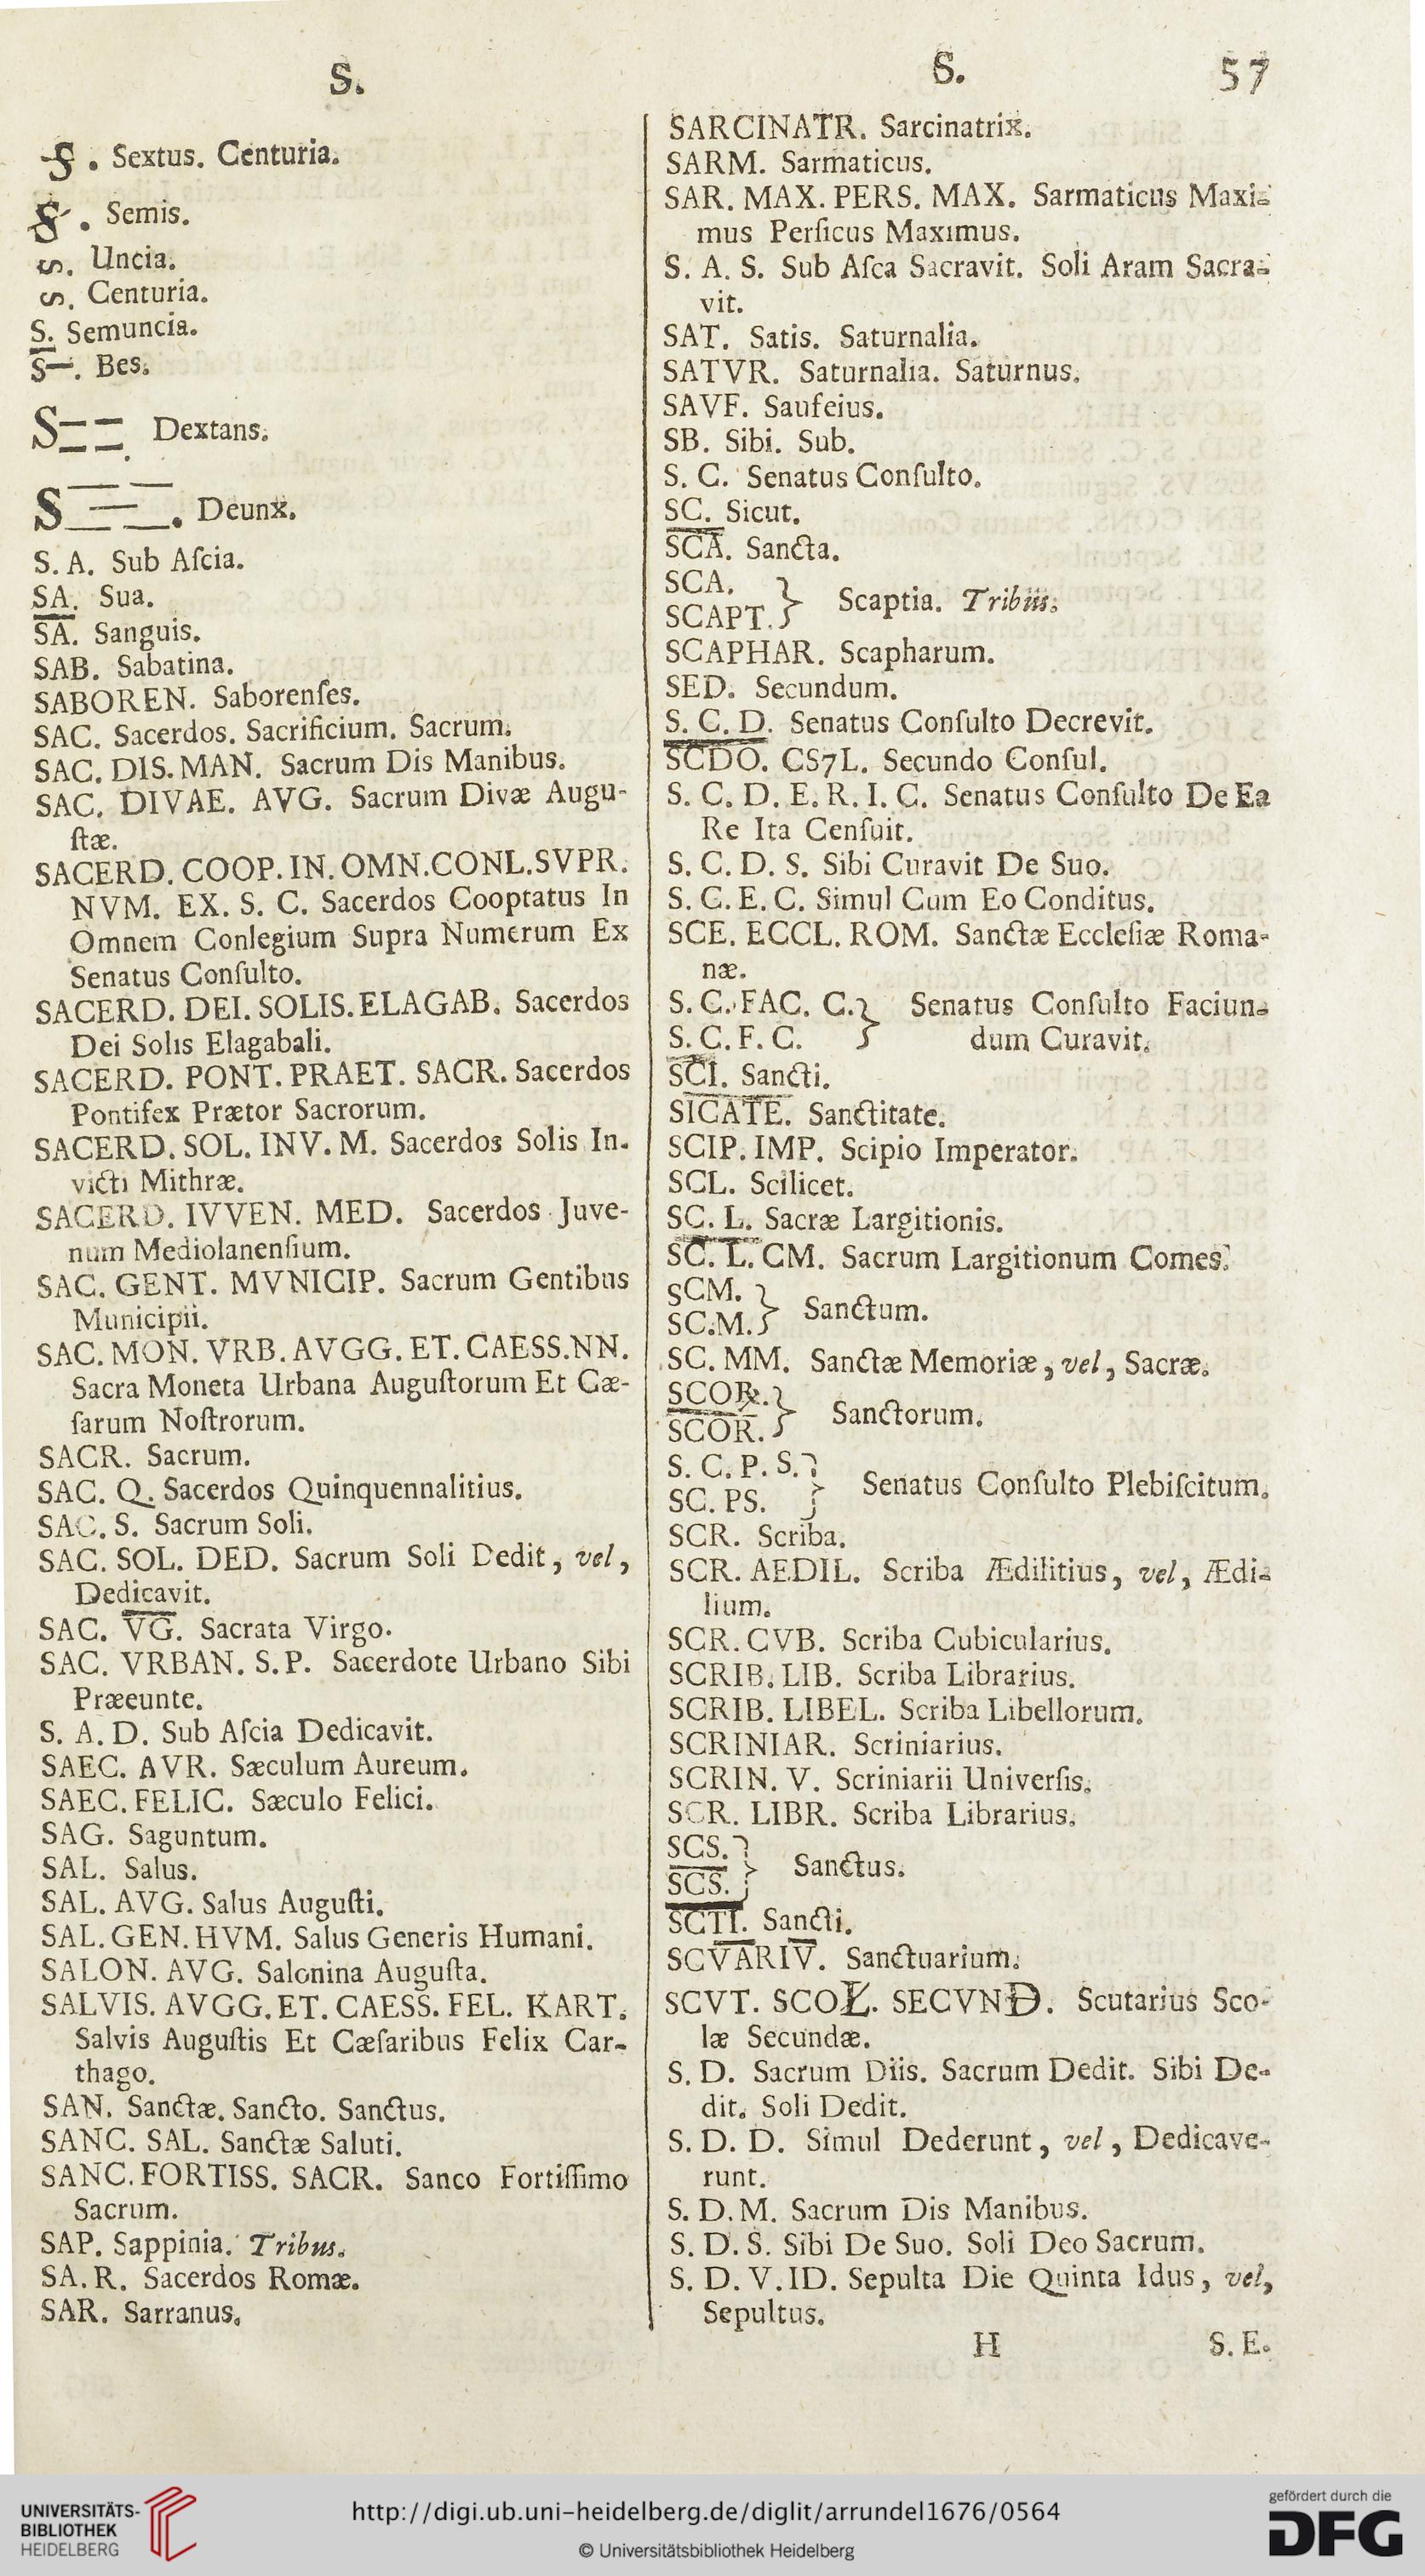 S.
S. 57
S. Sextus. Centuria.
S. Semis.
S. Uncia.
S. Centuria.
S. Semuncia.
S—. Bes.
S== Dextans.
S=== . Deunx.
S. A. Sub Aſcia.
SA. Sua.
SA. Sanguis.
SAB. Sabatina.
SABOREN. Saborenſes.
SAC. Sacerdos. Sacrificium. Sacrum.
SAC. DIS. MAN. Sacrum Dis Manibus.
SAC. DIVAE. AVG. Sacrum Divæ Augu-
ſtæ.
SACERD. COOP. IN. OMN.CONL.SVPR.
NVM. EX. S. C. Sacerdos Cooptatus In
Omnem Conlegium Supra Numerum Ex
Senatus Conſulto.
SACERD. DEI. SOLIS. ELAGAB. Sacerdos
Dei Solis Elagabali.
SACERD. PONT. PRAET. SACR. Sacerdos
Pontifex Prætor Sacrorum.
SACERD. SOL. INV. M. Sacerdos Solis In-
victi Mithræ.
SACERD. IVVEN. MED. Sacerdos Juve-
num Mediolanenſium.
SAC. GENT. MVNICIP. Sacrum Gentibus
Municipii.
SAC. MON. VRB. AVGG. ET. CAESS.NN.
Sacra Moneta Urbana Auguſtorum Et Cæ-
ſarum Noſtrorum.
SACR. Sacrum.
SAC. Q. Sacerdos Quinquennalitius.
SAC. S. Sacrum Soli.
SAC. SOL. DED. Sacrum Soli Dedit, vel,
Dedicavit.
SAC. VG. Sacrata Virgo.
SAC. VRBAN. S. P. Sacerdote Urbano Sibi
Præeunte.
S. A. D. Sub Aſcia Dedicavit.
SAEC. AVR. Sæculum Aureum.
SAEC. FELIC. Sæculo Felici.
SAG. Saguntum.
SAL. Salus.
SAL. AVG. Salus Auguſti.
SAL. GEN. HVM. Salus Generis Humani.
SALON. AVG. Salonina Auguſta.
SALVIS. AVGG. ET. CAESS. FEL. KART.
Salvis Auguſtis Et Cæſaribus Felix Car-
thago.
SAN. Sanctæ. Sancto. Sanctus.
SANC. SAL. Sanctæ Saluti.
SANC. FORTISS. SACR. Sanco Fortiſſimo
Sacrum.
SAP. Sappinia. Tribus.
SA. R. Sacerdos Romæ.
SAR. Sarranus.
SARCINATR. Sarcinatrix.
SARM. Sarmaticus.
SAR. MAX. PERS. MAX. Sarmaticus Maxi-
mus Perſicus Maximus.
S. A. S. Sub Aſca Sacravit. Soli Aram Sacra-
vit.
SAT. Satis. Saturnalia.
SATVR. Saturnalia. Saturnus.
SAVF. Saufeius.
SB. Sibi. Sub.
S. C. Senatus Conſulto.
SC. Sicut.
SCA. Sancta.
SCA.
SCAPT. } Scaptia. Tribus.
SCAPHAR. Scapharum.
SED. Secundum.
S. C. D. Senatus Conſulto Decrevit.
SCDO. CS7L. Secundo Conſul.
S. C. D. E. R. I. C. Senatus Conſulto De Ea
Re Ita Cenſuit.
S. C. D. S. Sibi Curavit De Suo.
S. C. E. C. Simul Cum Eo Conditus.
SCE. ECCL. ROM. Sanctæ Eccleſiæ Roma-
næ.
S. C. FAC. C. } Senatus Conſulto Faciun-
S. C. F. C. dum Curavit.
SCI. Sancti.
SICATE. Sanctitate.
SCIP. IMP. Scipio Imperator.
SCL. Scilicet.
SC. L. Sacræ Largitionis.
SC. L. CM. Sacrum Largitionum Comes.
SCM.
SC.M. } Sanctum.
SC. MM. Sanctæ Memoriæ, vel, Sacræ.
SCOR.
SCOR. } Sanctorum.
S. C. P. S.
SC. PS. } Senatus Conſulto Plebiſcitum.
SCR. Scriba.
SCR. AEDIL. Scriba Ædilitius, vel, Ædi-
lium.
SCR. CVB. Scriba Cubicularius.
SCRIB. LIB. Scriba Librarius.
SCRIB. LIBEL. Scriba Libellorum.
SCRINIAR. Scriniarius.
SCRIN. V. Scriniarii Univerſis.
SCR. LIBR. Scriba Librarius.
SCS.
SCS. } Sanctus.
SCTI. Sancti.
SCVARIV. Sanctuarium.
SCVT. SCOL. SECVND. Scutarius Sco-
læ Secundæ.
S. D. Sacrum Diis. Sacrum Dedit. Sibi De-
dit. Soli Dedit.
S. D. D. Simul Dederunt, vel, Dedicave-
runt.
S. D. M. Sacrum Dis Manibus.
S. D. S. Sibi De Suo. Soli Deo Sacrum.
S. D. V. ID. Sepulta Die Quinta Idus, vel,
Sepultus.
H S. E.
UNIVERSITÄTS-
BIBLIOTHEK
HEIDELBERG
http://digi.ub.uni-heidelberg.de/diglit/arrundel1676/0564
© Universitätsbibliothek Heidelberg
gefördert durch die
DFG